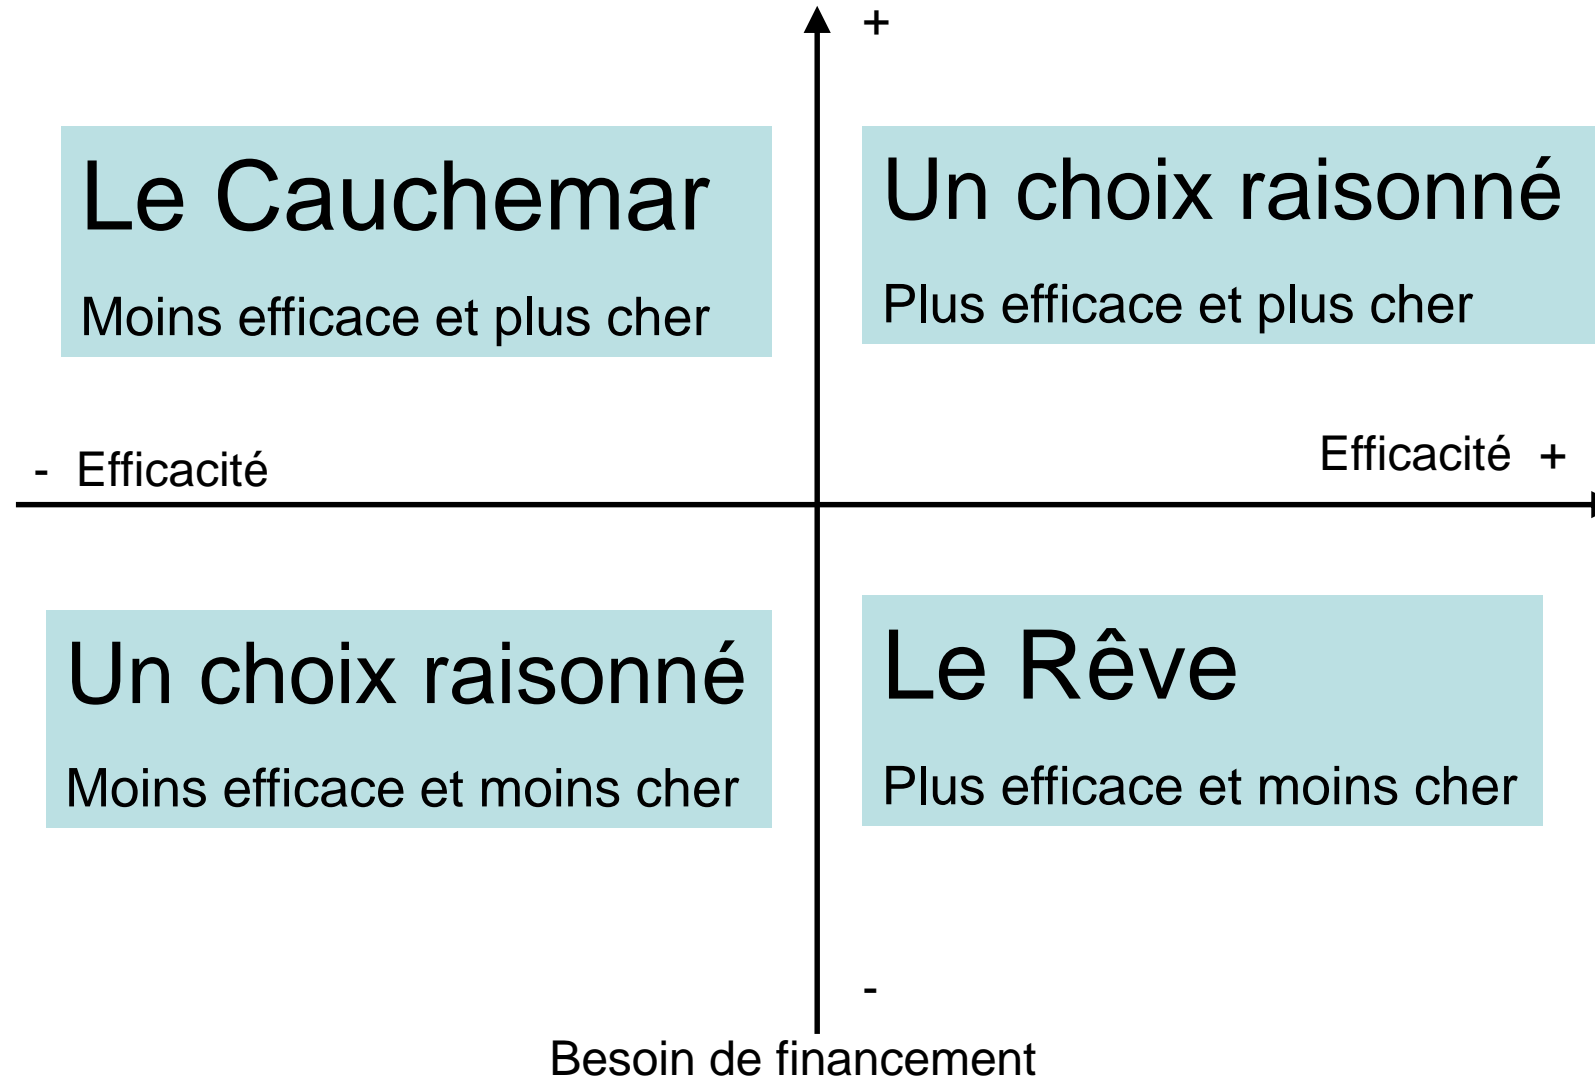 +
Le Cauchemar
Moins efficace et plus cher
Un choix raisonné
Plus efficace et plus cher
- Efficacité
Efficacité +
Un choix raisonné
Moins efficace et moins cher
Le Rêve
Plus efficace et moins cher
-
Besoin de financement